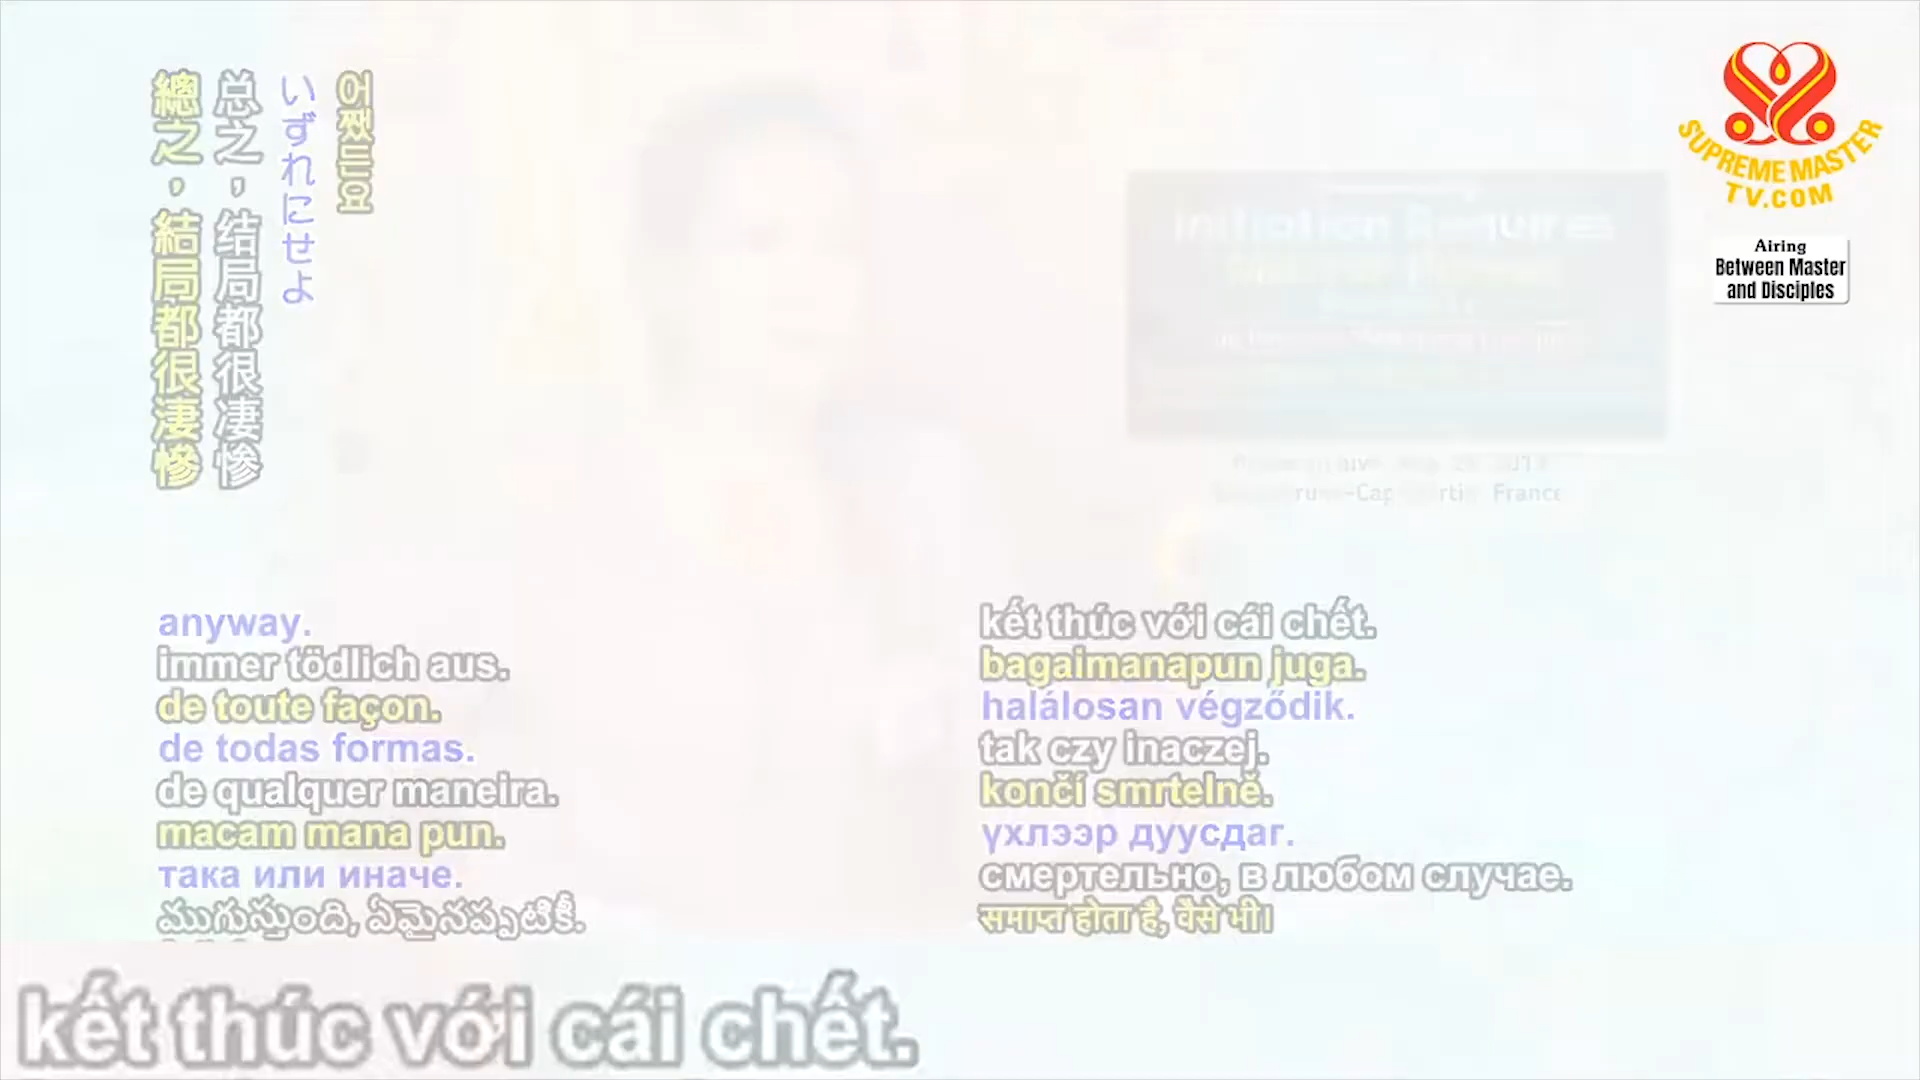 總之，結局都很淒慘
总之，结局都很凄惨
いずれにせよ
어쨌든요
SUPREME MASTER
TV.COM
Airing
Between Master
and Disciples
Initiation Requires
France
anyway.
immer tödlich aus.
de toute façon.
de todas formas.
de qualquer maneira.
macam mana pun.
така или иначе.
ముగుస్తుంది, ఏమైనప్పటికీ.
kết thúc với cái chết.
bagaimanapun juga.
halálosan végződik.
tak czy inaczej.
končí smrtelně.
үхлээр дуусдаг.
смертельно, в любом случае.
समाप्त होता है, वैसे भी।
kết thúc với cái chết.